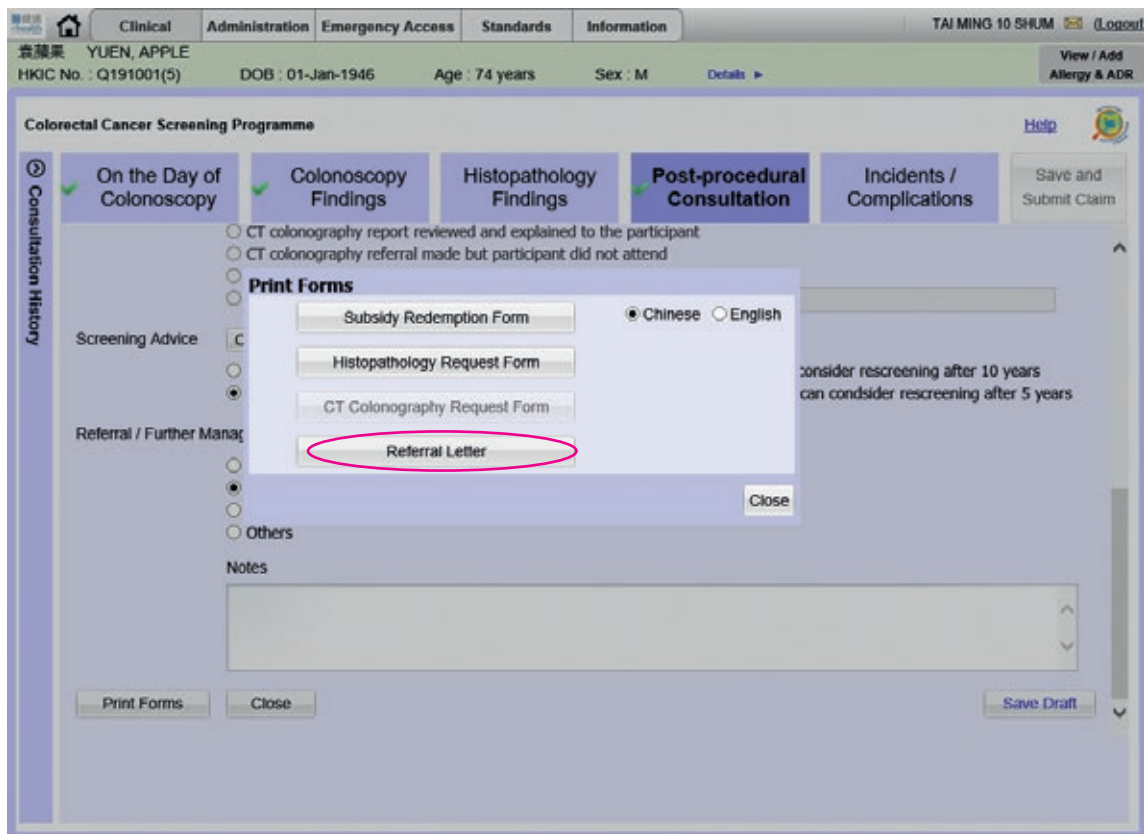 Clinical Administration Emergency Access Standards Information TAI MING 10 SHUM (Logout
袁蘋果 YUEN, APPLE View / Add
HKIC No. : Q191001(5) DOB : 01-Jan-1946 Age : 74 years Sex : M Details Allergy & ADR
Colorectal Cancer Screening Programme Help
Consultation History
On the Day of Colonoscopy Colonoscopy Findings Histopathology Findings Post-procedural Consultation Incidents / Complications Save and Submit Claim
CT colonography report reviewed and explained to the participant
CT colonography referral made but participant did not attend
Print Forms
Subsidy Redemption Form Chinese English
Screening Advice C
Histopathology Request Form
consider rescreening after 10 years
can condsider rescreening after 5 years
CT Colonography Request Form
Referral / Further Manag
Referral Letter
Close
Others
Notes
Print Forms Close Save Draft